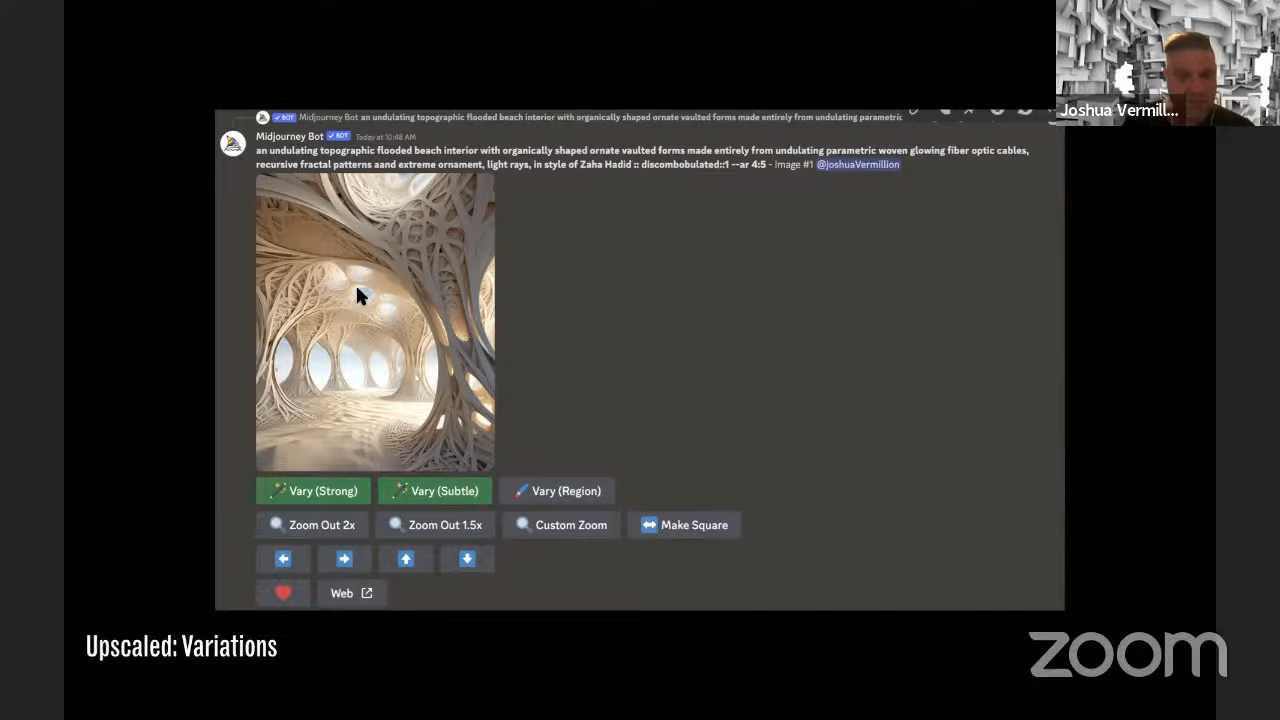 Midjourney Bot an undulating topographic flooded beach interior with organically shaped ornate vaulted forms made entirely from undulating parametric
Joshua Vermill...
Midjourney Bot BOT Today at 10:48 AM
an undulating topographic flooded beach interior with organically shaped ornate vaulted forms made entirely from undulating parametric woven glowing fiber optic cables,
recursive fractal patterns aand extreme ornament, light rays, in style of Zaha Hadid :: discombobulated::1 --ar 4:5 - Image #1 @joshuaVermillion
Vary (Strong) Vary (Subtle) Vary (Region)
Zoom Out 2x Zoom Out 1.5x Custom Zoom Make Square
Web
Upscaled: Variations
zoom